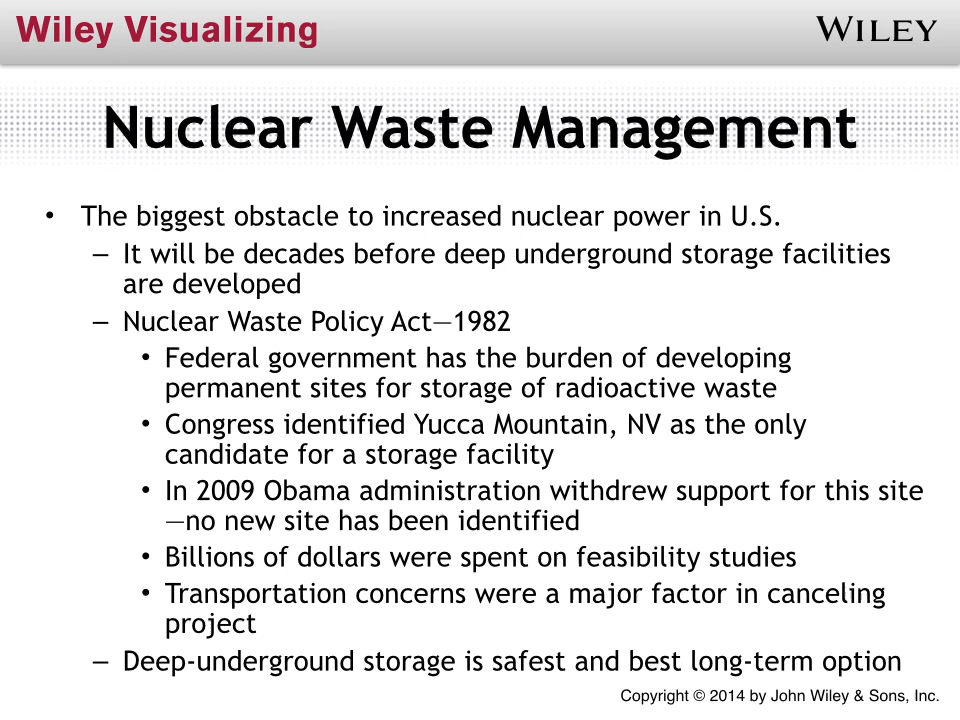 Wiley Visualizing
WILEY
Nuclear Waste Management
• The biggest obstacle to increased nuclear power in U.S.
– It will be decades before deep underground storage facilities
are developed
– Nuclear Waste Policy Act—1982
• Federal government has the burden of developing
permanent sites for storage of radioactive waste
• Congress identified Yucca Mountain, NV as the only
candidate for a storage facility
• In 2009 Obama administration withdrew support for this site
—no new site has been identified
• Billions of dollars were spent on feasibility studies
• Transportation concerns were a major factor in canceling
project
– Deep-underground storage is safest and best long-term option
Copyright © 2014 by John Wiley & Sons, Inc.